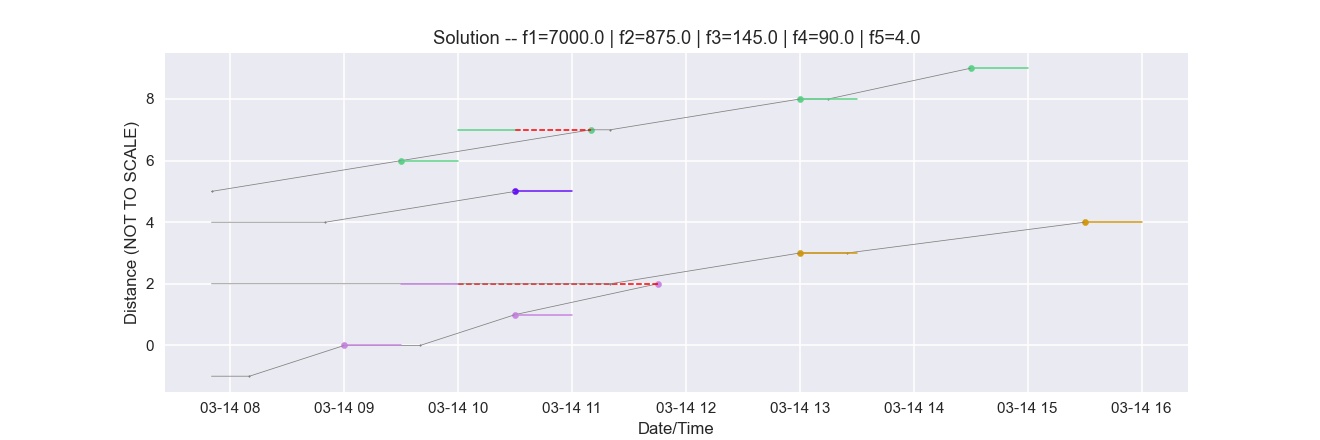 Solution -- f1=7000.0 | f2=875.0 | f3=145.0 | f4=90.0 | f5=4.0
Distance (NOT TO SCALE)
8
6
4
2
0
03-14 08 03-14 09 03-14 10 03-14 11 03-14 12 03-14 13 03-14 14 03-14 15 03-14 16
Date/Time